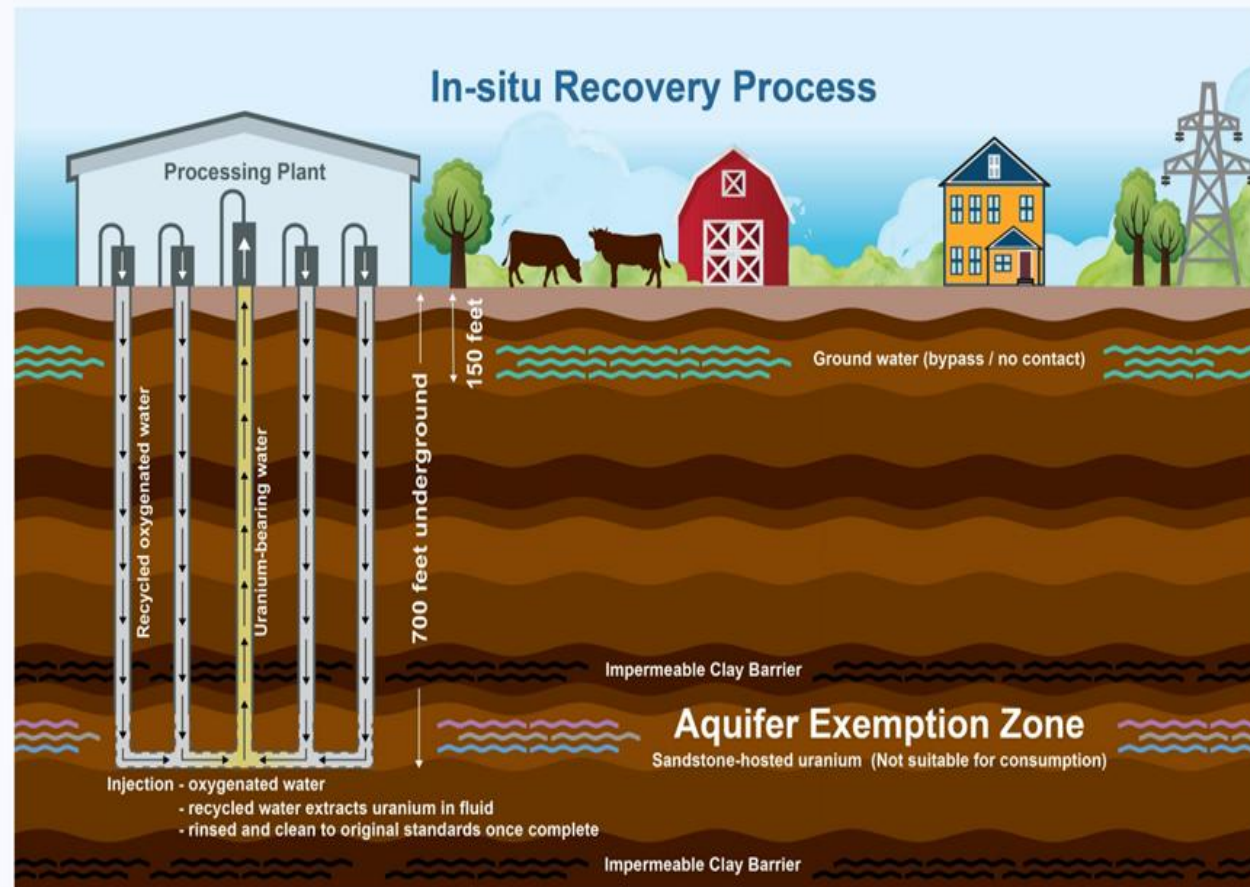 In-situ Recovery Process
Processing Plant
150 feet
Ground water (bypass / no contact)
Recycled oxygenated water
Uranium-bearing water
700 feet underground
Impermeable Clay Barrier
Aquifer Exemption Zone
Sandstone-hosted uranium (Not suitable for consumption)
Injection - oxygenated water
- recycled water extracts uranium in fluid
- rinsed and clean to original standards once complete
Impermeable Clay Barrier